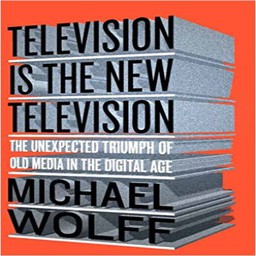 TELEVISION
IS THE NEW
TELEVISION
THE UNEXPECTED TRIUMPH OF
OLD MEDIA IN THE DIGITAL AGE
MICHAEL
WOLFF